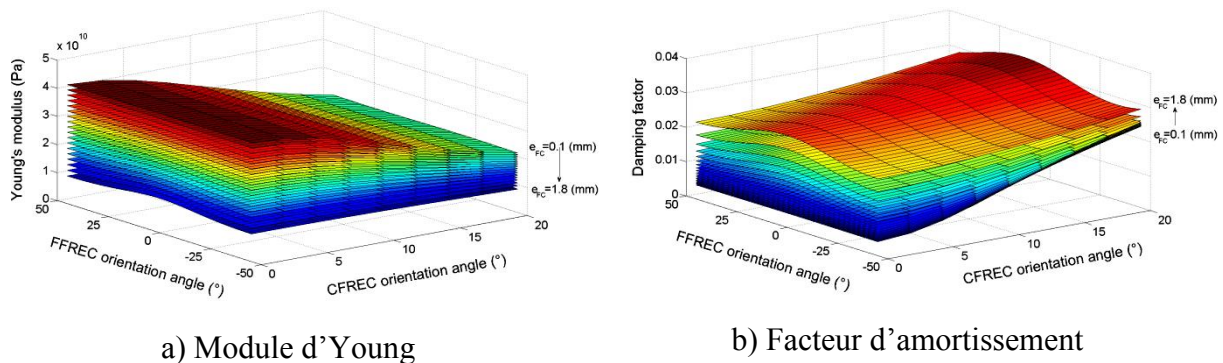 x 10^10
Young's modulus (Pa)
5
4
3
2
1
0
50
25
0
-25
-50
FFREC orientation angle (°)
0
5
10
15
20
CFREC orientation angle (°)
e_FC=0.1 (mm)
e_FC=1.8 (mm)
a) Module d’Young
Damping factor
0.04
0.03
0.02
0.01
0
50
25
0
-25
-50
FFREC orientation angle (°)
0
5
10
15
20
CFREC orientation angle (°)
e_FC=1.8 (mm)
e_FC=0.1 (mm)
b) Facteur d’amortissement